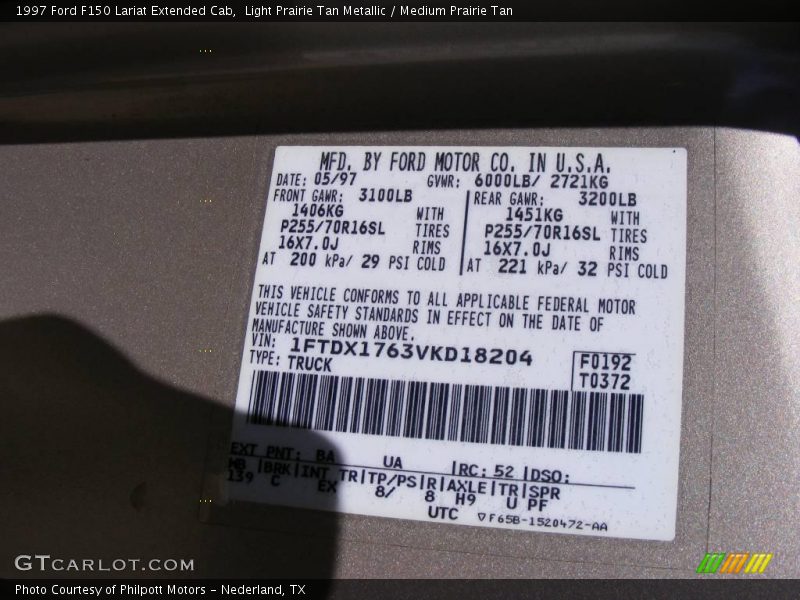 1997 Ford F150 Lariat Extended Cab,  Light Prairie Tan Metallic / Medium Prairie Tan
MFD. BY FORD MOTOR CO. IN U.S.A.
DATE: 05/97 GVWR: 6000LB/ 2721KG
FRONT GAWR: 3100LB REAR GAWR: 3200LB
1406KG WITH 1451KG WITH
P255/70R16SL TIRES P255/70R16SL TIRES
16X7.0J RIMS 16X7.0J RIMS
AT 200 kPa/ 29 PSI COLD AT 221 kPa/ 32 PSI COLD
THIS VEHICLE CONFORMS TO ALL APPLICABLE FEDERAL MOTOR
VEHICLE SAFETY STANDARDS IN EFFECT ON THE DATE OF
MANUFACTURE SHOWN ABOVE.
VIN: 1FTDX1763VKD18204
TYPE: TRUCK
F0192
T0372
EXT PNT: BA UA RC: 52 DSO:
WB BRK INT TR TP/PS R AXLE TR SPR
139 C EX 8/ 8 H9 U PF
UTC ▽F65B-1520472-AA
GTCARLOT.COM
Photo Courtesy of Philpott Motors – Nederland, TX